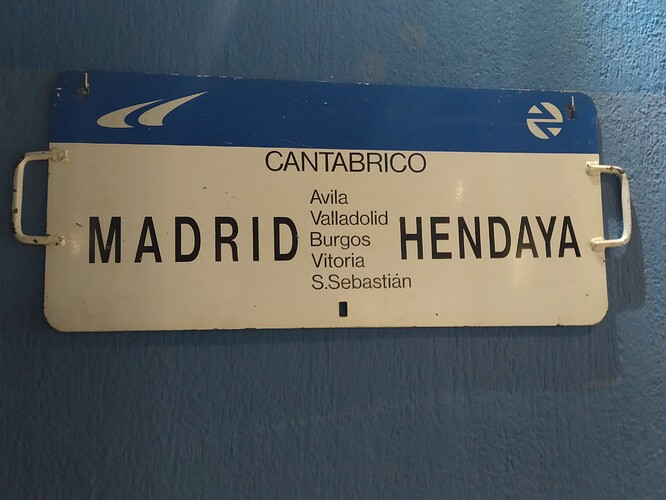 CANTABRICO
MADRID
Avila
Valladolid
Burgos
Vitoria
S.Sebastián
HENDAYA